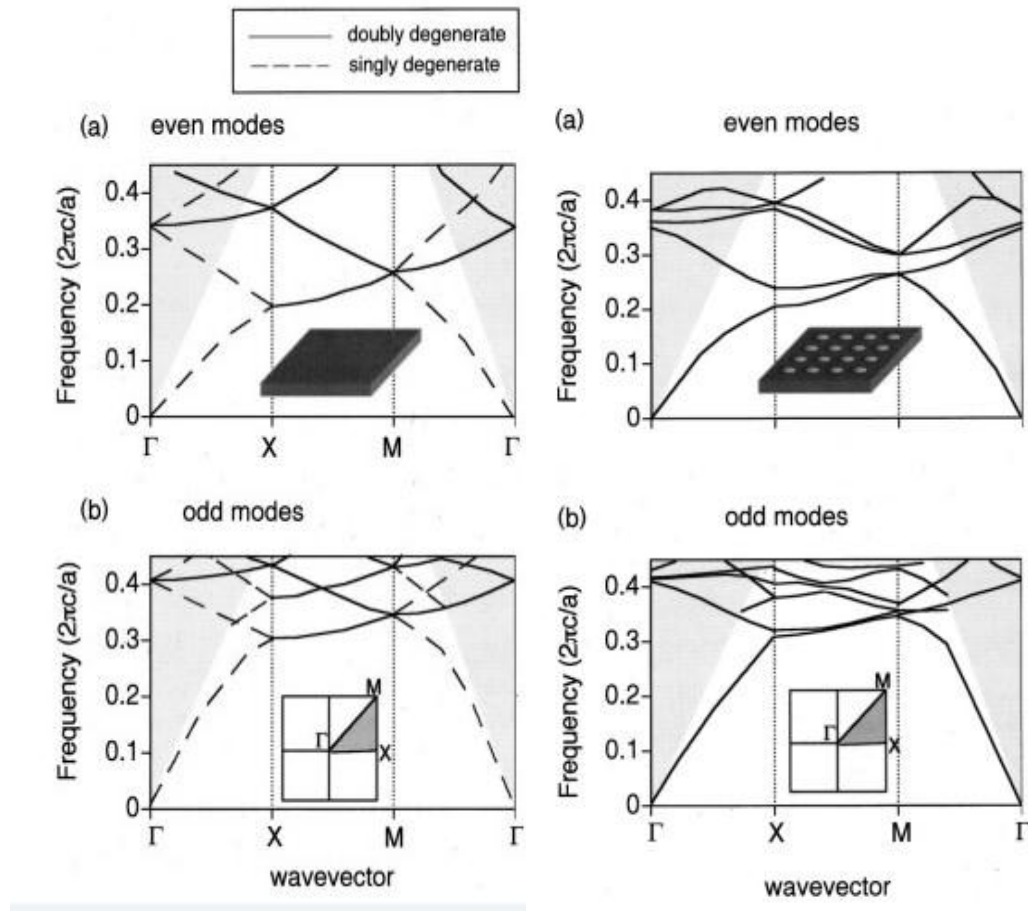 doubly degenerate
singly degenerate
(a) even modes
Frequency (2πc/a)
0.4
0.3
0.2
0.1
0
Γ X M Γ
(b) odd modes
Frequency (2πc/a)
0.4
0.3
0.2
0.1
0
M
Γ
X
Γ X M Γ
wavevector
(a) even modes
Frequency (2πc/a)
0.4
0.3
0.2
0.1
0
(b) odd modes
Frequency (2πc/a)
0.4
0.3
0.2
0.1
0
M
Γ
X
Γ X M Γ
wavevector